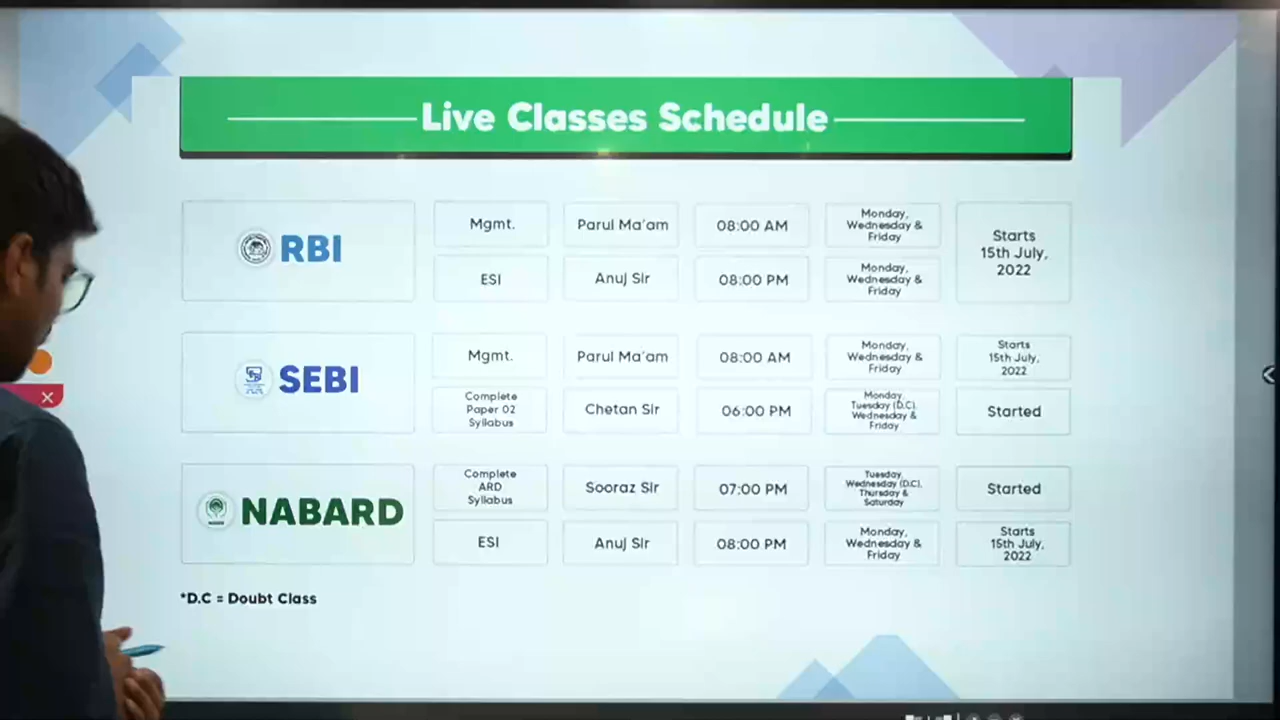 Live Classes Schedule
RBI
Mgmt.
Parul Ma'am
08:00 AM
Monday,
Wednesday &
Friday
Starts
15th July,
2022
ESI
Anuj Sir
08:00 PM
Monday,
Wednesday &
Friday
SEBI
Mgmt.
Parul Ma'am
08:00 AM
Monday,
Wednesday &
Friday
Starts
15th July,
2022
Complete
Paper 02
Syllabus
Chetan Sir
06:00 PM
Monday,
Tuesday (D.C),
Wednesday &
Friday
Started
NABARD
Complete
ARD
Syllabus
Sooraz Sir
07:00 PM
Tuesday,
Wednesday (D.C),
Thursday &
Saturday
Started
ESI
Anuj Sir
08:00 PM
Monday,
Wednesday &
Friday
Starts
15th July,
2022
*D.C = Doubt Class